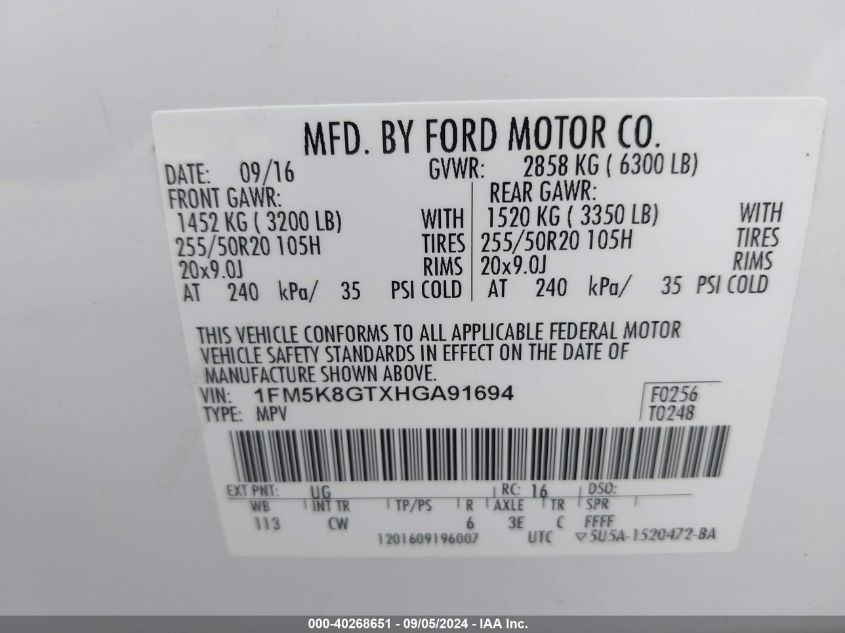 MFD. BY FORD MOTOR CO.
DATE: 09/16 GVWR: 2858 KG ( 6300 LB)
FRONT GAWR: REAR GAWR:
1452 KG ( 3200 LB) WITH 1520 KG ( 3350 LB) WITH
255/50R20 105H TIRES 255/50R20 105H TIRES
20x9.0J RIMS 20x9.0J RIMS
AT 240 kPa/ 35 PSI COLD AT 240 kPa/ 35 PSI COLD
THIS VEHICLE CONFORMS TO ALL APPLICABLE FEDERAL MOTOR
VEHICLE SAFETY STANDARDS IN EFFECT ON THE DATE OF
MANUFACTURE SHOWN ABOVE.
VIN: 1FM5K8GTXHGA91694 F0256
TYPE: MPV T0248
EXT PNT: UG RC: 16 DSO:
WB INT TR TP/PS R AXLE TR SPR
113 CW 6 3E C FFFF
1201609196007 UTC ▽5U5A-1520472-BA
000-40268651 - 09/05/2024 - IAA Inc.